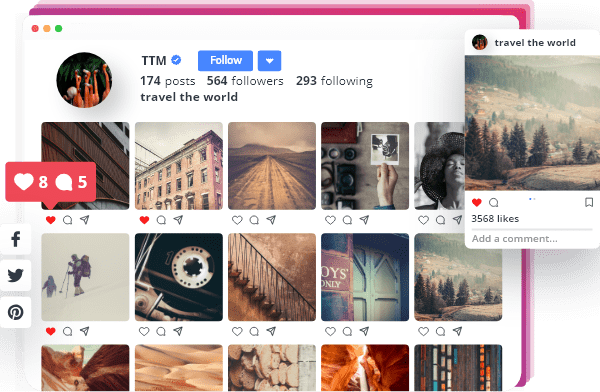 TTM Follow
174 posts 564 followers 293 following
travel the world
travel the world
8 5
3568 likes
Add a comment...
OYS'
ONLY